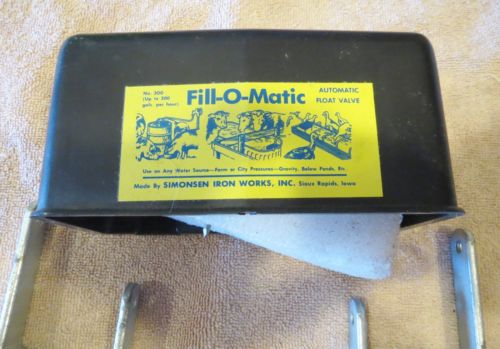 No. 300
(Up to 300
gals. per hour)
Fill-O-Matic
AUTOMATIC
FLOAT VALVE
Use on Any Water Source—Farm or City Pressures—Gravity, Below Ponds, Etc.
Made By SIMONSEN IRON WORKS, INC. Sioux Rapids, Iowa